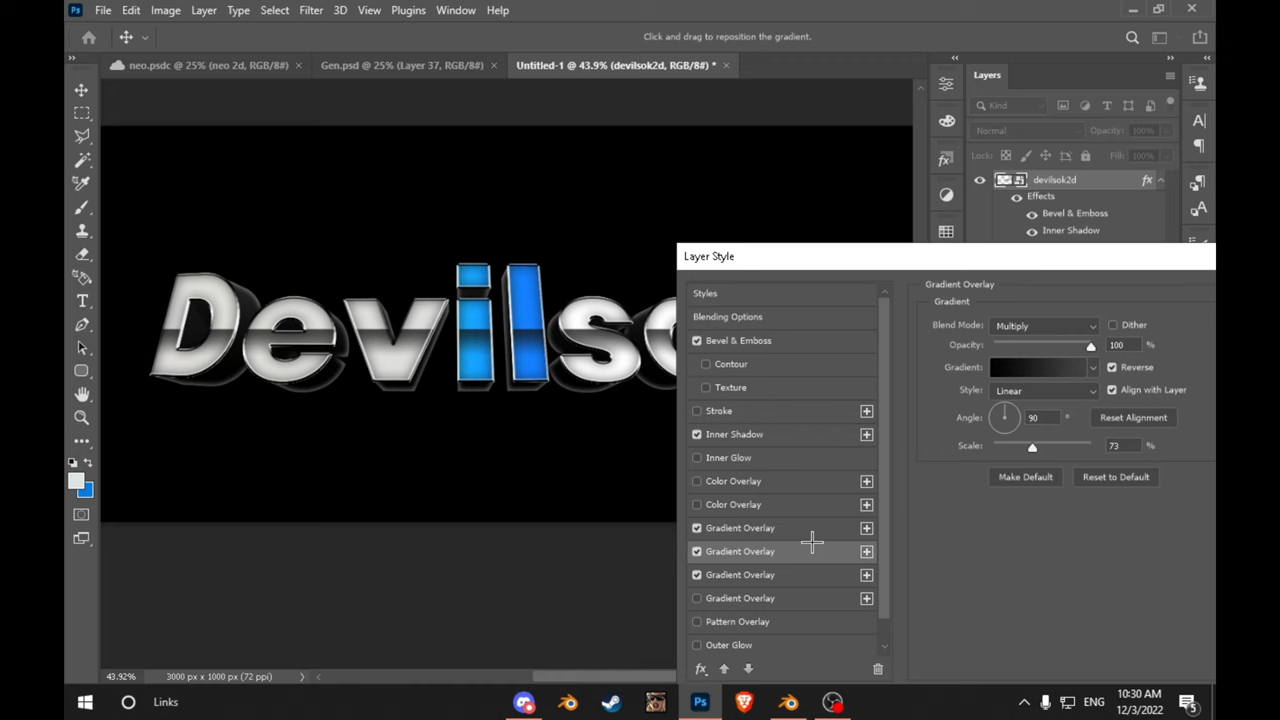 Ps File Edit Image Layer Type Select Filter 3D View Plugins Window Help
Click and drag to reposition the gradient.
neo.psdc @ 25% (neo 2d, RGB/8#) × Gen.psd @ 25% (Layer 37, RGB/8#) × Untitled-1 @ 43.9% (devilsok2d, RGB/8#) * ×
Layers
Kind
Normal Opacity: 100%
Lock: Fill: 100%
devilsok2d fx
Effects
Bevel & Emboss
Inner Shadow
Devilso
Layer Style
Styles
Blending Options
Bevel & Emboss
Contour
Texture
Stroke
Inner Shadow
Inner Glow
Color Overlay
Color Overlay
Gradient Overlay
Gradient Overlay
Gradient Overlay
Gradient Overlay
Pattern Overlay
Outer Glow
fx
Gradient Overlay
Gradient
Blend Mode: Multiply Dither
Opacity: 100 %
Gradient: Reverse
Style: Linear Align with Layer
Angle: 90 ° Reset Alignment
Scale: 73 %
Make Default Reset to Default
43.92% 3000 px x 1000 px (72 ppi)
Links Ps ENG 10:30 AM
12/3/2022 5